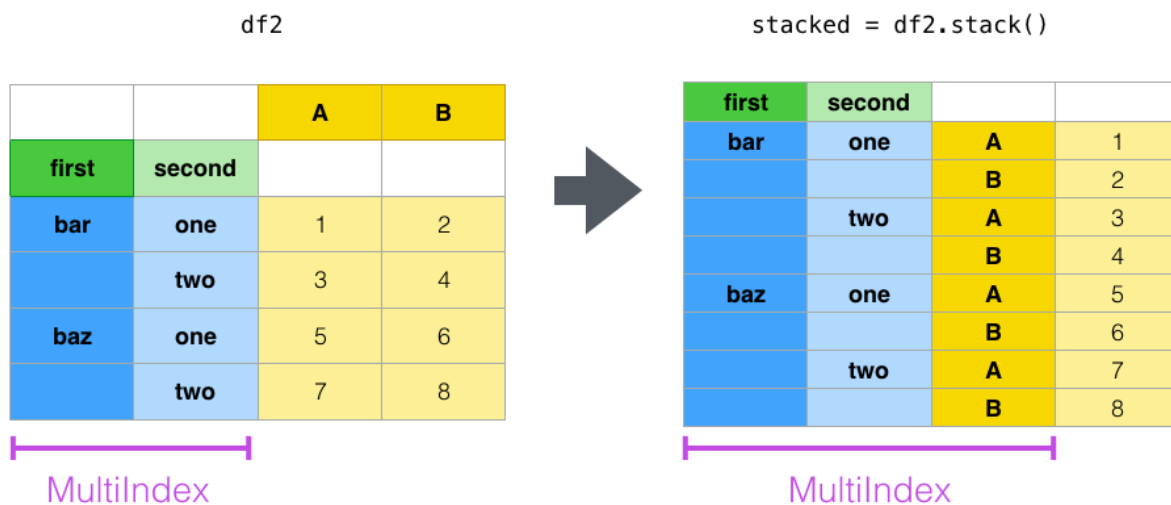 df2
stacked = df2.stack()
A B
first second
bar one 1 2
two 3 4
baz one 5 6
two 7 8
MultiIndex
first second
bar one A 1
B 2
two A 3
B 4
baz one A 5
B 6
two A 7
B 8
MultiIndex